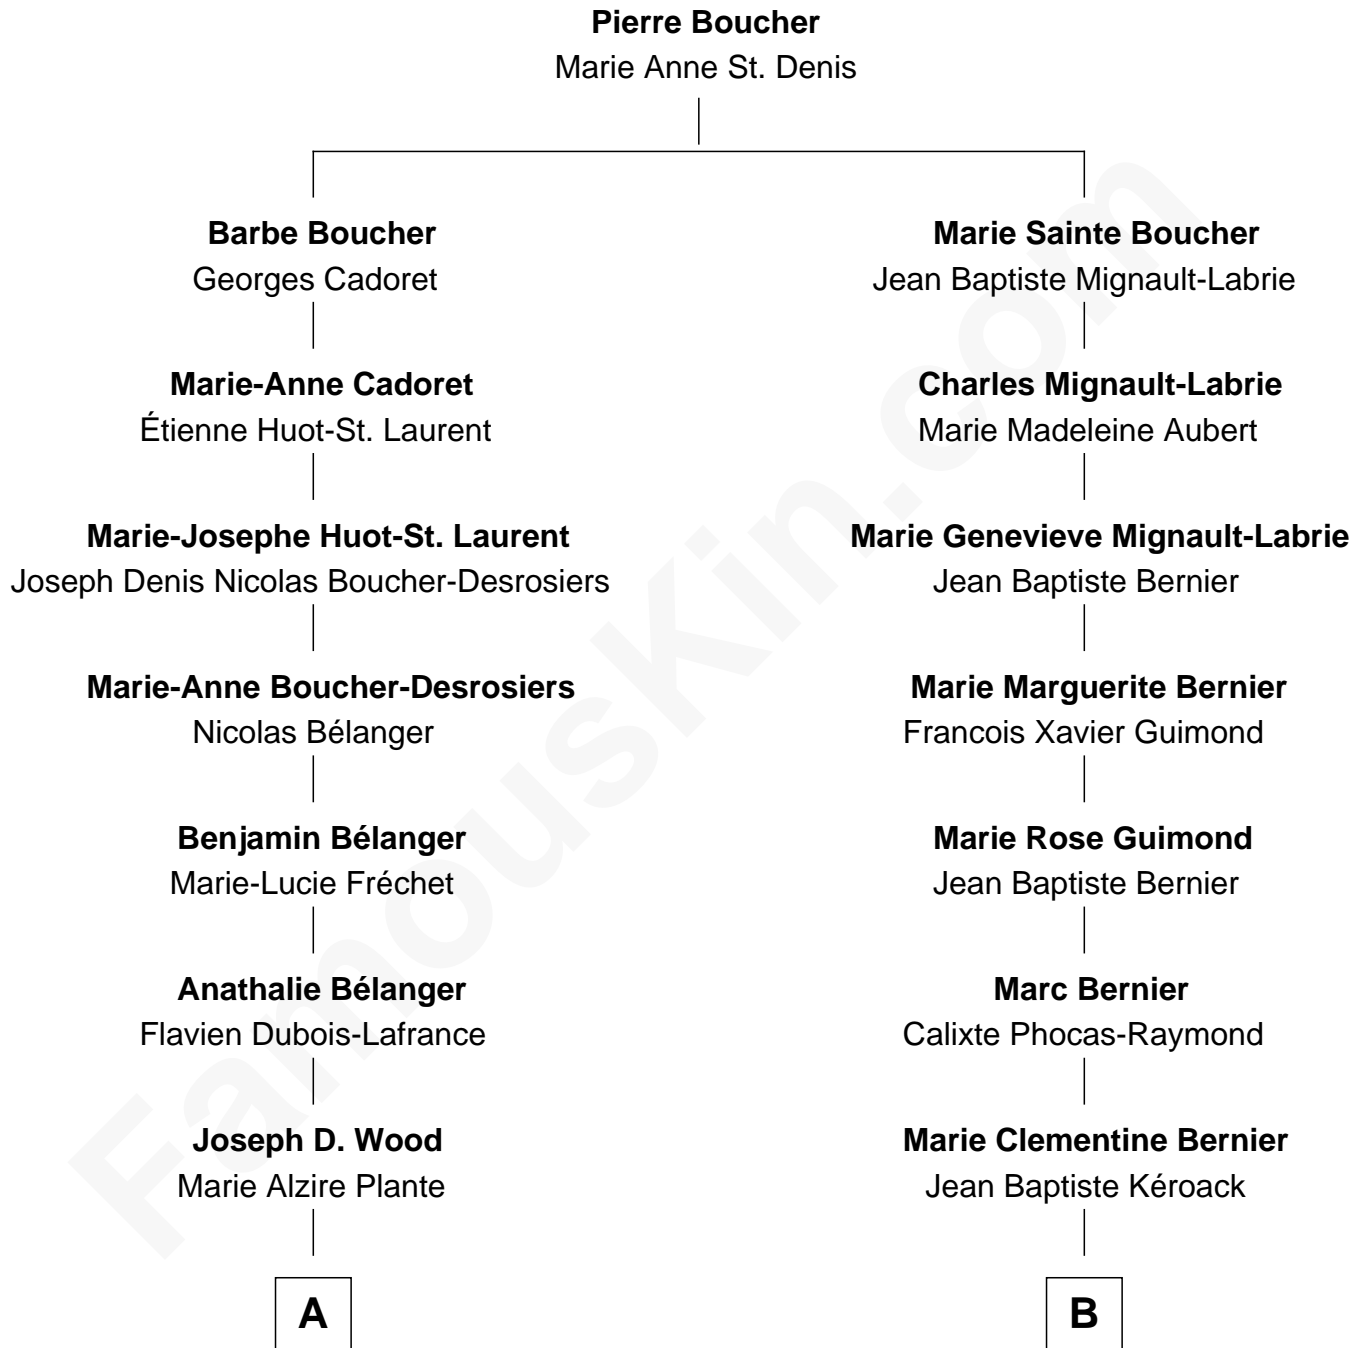 Pierre Boucher
Marie Anne St. Denis
Barbe Boucher
Georges Cadoret
Marie Sainte Boucher
Jean Baptiste Mignault-Labrie
Marie-Anne Cadoret
Étienne Huot-St. Laurent
Charles Mignault-Labrie
Marie Madeleine Aubert
Marie-Josephe Huot-St. Laurent
Joseph Denis Nicolas Boucher-Desrosiers
Marie Genevieve Mignault-Labrie
Jean Baptiste Bernier
Marie-Anne Boucher-Desrosiers
Nicolas Bélanger
Marie Marguerite Bernier
Francois Xavier Guimond
Benjamin Bélanger
Marie-Lucie Fréchet
Marie Rose Guimond
Jean Baptiste Bernier
Anathalie Bélanger
Flavien Dubois-Lafrance
Marc Bernier
Calixte Phocas-Raymond
Joseph D. Wood
Marie Alzire Plante
Marie Clementine Bernier
Jean Baptiste Kéroack
A
B
FamousKin.com